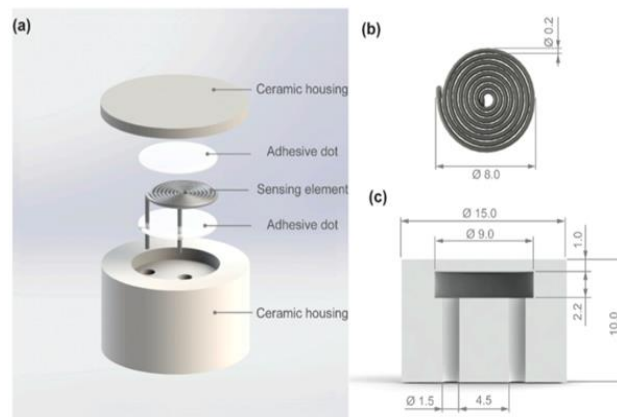 (a)
Ceramic housing
Adhesive dot
Sensing element
Adhesive dot
Ceramic housing
(b)
Ø 0.2
Ø 8.0
(c)
Ø 15.0
Ø 9.0
1.0
2.2
10.0
Ø 1.5
4.5